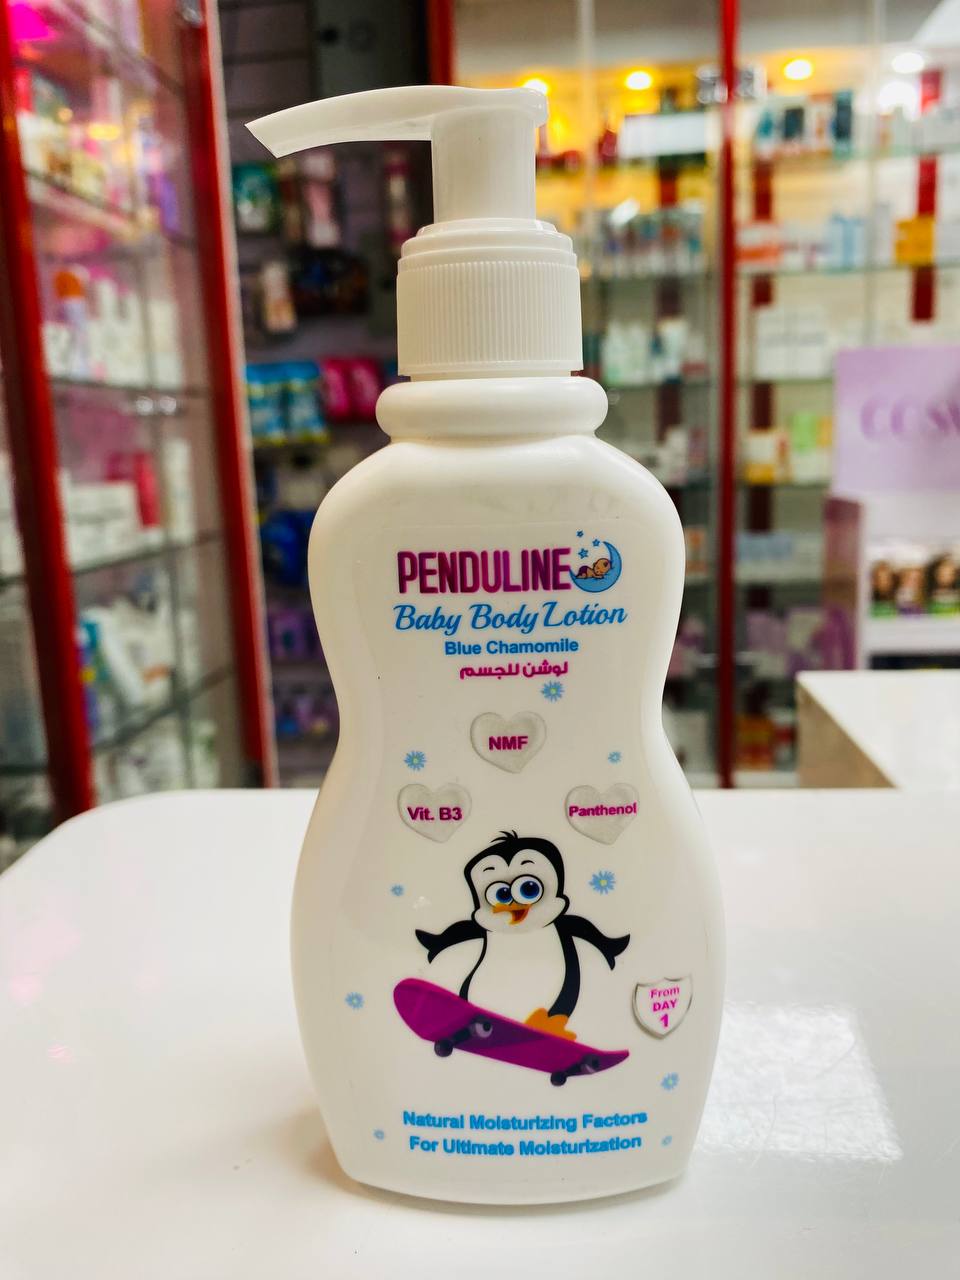 PENDULINE
Baby Body Lotion
Blue Chamomile
لوشن للجسم
NMF
Vit. B3
Panthenol
From
DAY
1
Natural Moisturizing Factors
For Ultimate Moisturization